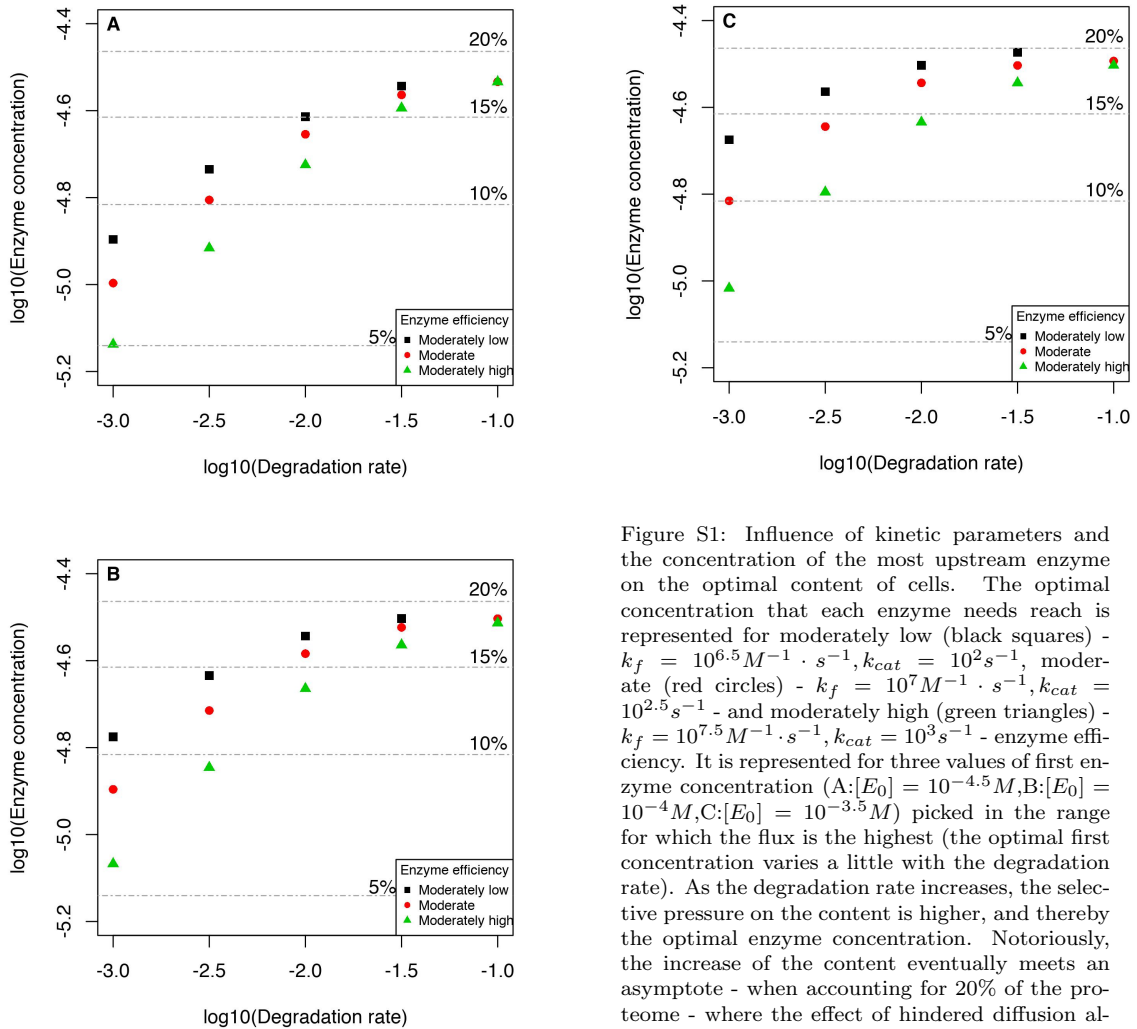 A
log10(Enzyme concentration)
-4.4
-4.6
-4.8
-5.0
-5.2
20%
15%
10%
5%
Enzyme efficiency
Moderately low
Moderate
Moderately high
-3.0 -2.5 -2.0 -1.5 -1.0
log10(Degradation rate)
C
log10(Enzyme concentration)
-4.4
-4.6
-4.8
-5.0
-5.2
20%
15%
10%
5%
Enzyme efficiency
Moderately low
Moderate
Moderately high
-3.0 -2.5 -2.0 -1.5 -1.0
log10(Degradation rate)
B
log10(Enzyme concentration)
-4.4
-4.6
-4.8
-5.0
-5.2
20%
15%
10%
5%
Enzyme efficiency
Moderately low
Moderate
Moderately high
-3.0 -2.5 -2.0 -1.5 -1.0
log10(Degradation rate)
Figure S1: Influence of kinetic parameters and
the concentration of the most upstream enzyme
on the optimal content of cells. The optimal
concentration that each enzyme needs reach is
represented for moderately low (black squares) -
k_f = 10^{6.5}M^{-1} · s^{-1}, k_{cat} = 10^2s^{-1}, moder-
ate (red circles) - k_f = 10^7M^{-1} · s^{-1}, k_{cat} =
10^{2.5}s^{-1} - and moderately high (green triangles) -
k_f = 10^{7.5}M^{-1}·s^{-1}, k_{cat} = 10^3s^{-1} - enzyme effi-
ciency. It is represented for three values of first en-
zyme concentration (A:[E_0] = 10^{-4.5}M,B:[E_0] =
10^{-4}M,C:[E_0] = 10^{-3.5}M) picked in the range
for which the flux is the highest (the optimal first
concentration varies a little with the degradation
rate). As the degradation rate increases, the selec-
tive pressure on the content is higher, and thereby
the optimal enzyme concentration. Notoriously,
the increase of the content eventually meets an
asymptote - when accounting for 20% of the pro-
teome - where the effect of hindered diffusion al-